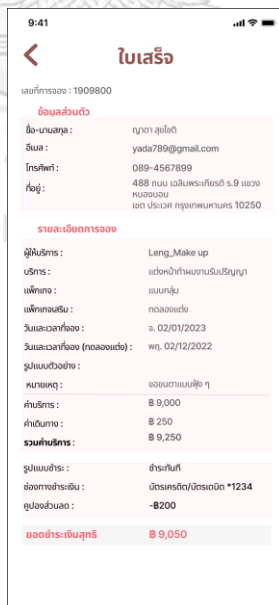 9:41
ใบเสร็จ
เลขที่การจอง : 1909800
ข้อมูลส่วนตัว
ชื่อ-นามสกุล : ญาดา สุขโชติ
อีเมล : yada789@gmail.com
โทรศัพท์ : 089-4567899
ที่อยู่ : 488 ถนน เฉลิมพระเกียรติ ร.9 แขวง
หนองบอน
เขต ประเวศ กรุงเทพมหานคร 10250
รายละเอียดการจอง
ผู้ให้บริการ : Leng_Make up
บริการ : แต่งหน้าทำผมงานรับปริญญา
แพ็กเกจ : แบบกลุ่ม
แพ็กเกจเสริม : ทดลองแต่ง
วันและเวลาที่จอง : จ. 02/01/2023
วันและเวลาที่จอง (ทดลองแต่ง) : พฤ. 02/12/2022
รูปแบบตัวอย่าง :
หมายเหตุ : ขอขนตาแบบฟุ้ง ๆ
ค่าบริการ : ฿ 9,000
ค่าเดินทาง : ฿ 250
รวมค่าบริการ : ฿ 9,250
รูปแบบชำระ : ชำระทันที
ช่องทางชำระเงิน : บัตรเครดิต/บัตรเดบิต *1234
คูปองส่วนลด : -฿200
ยอดชำระเงินสุทธิ ฿ 9,050